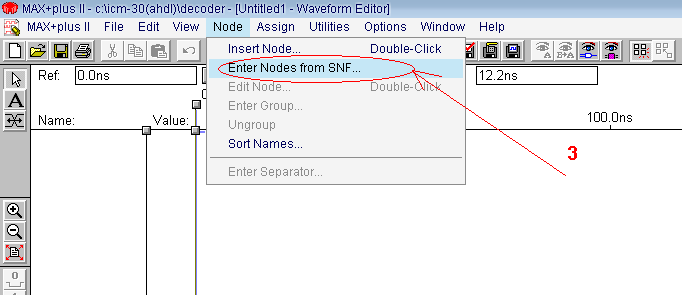 MAX+plus II - c:\icm-30(ahdl)\decoder - [Untitled1 - Waveform Editor]
MAX+plus II File Edit View Node Assign Utilities Options Window Help
Insert Node... Double-Click
Enter Nodes from SNF...
Edit Node... Double-Click
Enter Group...
Ungroup
Sort Names...
Enter Separator...
Ref: 0.0ns
12.2ns
100.0ns
Name: Value:
3
A
0